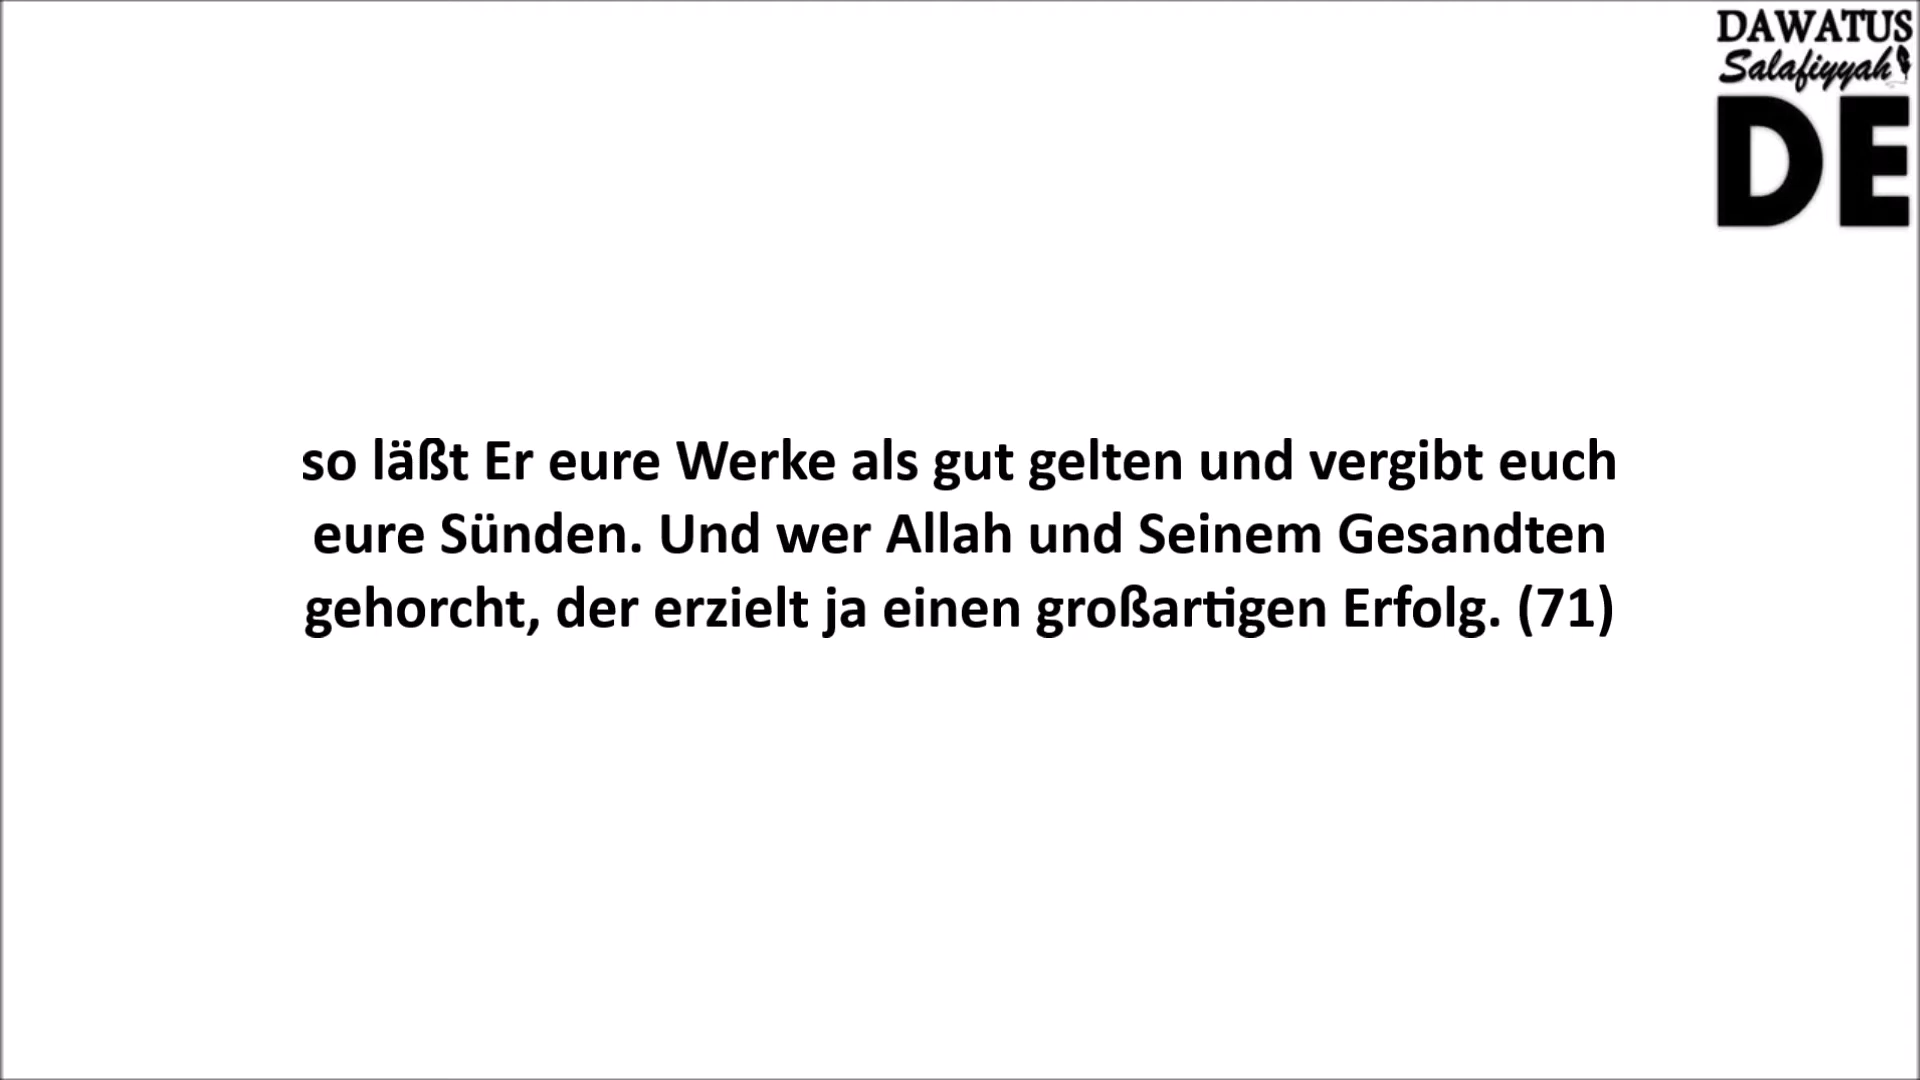 DAWATUS
Salafiyyah
DE
so läßt Er eure Werke als gut gelten und vergibt euch
eure Sünden. Und wer Allah und Seinem Gesandten
gehorcht, der erzielt ja einen großartigen Erfolg. (71)